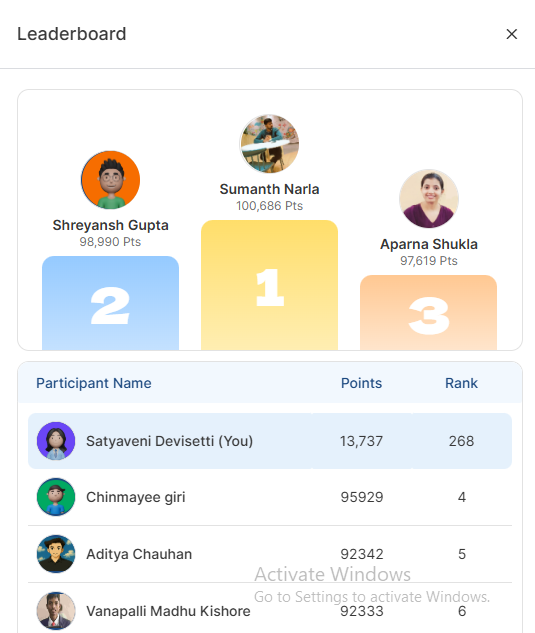 Leaderboard
Sumanth Narla
100,686 Pts
Shreyansh Gupta
98,990 Pts
Aparna Shukla
97,619 Pts
2
1
3
Participant Name Points Rank
Satyaveni Devisetti (You) 13,737 268
Chinmayee giri 95929 4
Aditya Chauhan 92342 5
Activate Windows
Go to Settings to activate Windows.
Vanapalli Madhu Kishore 92333 6